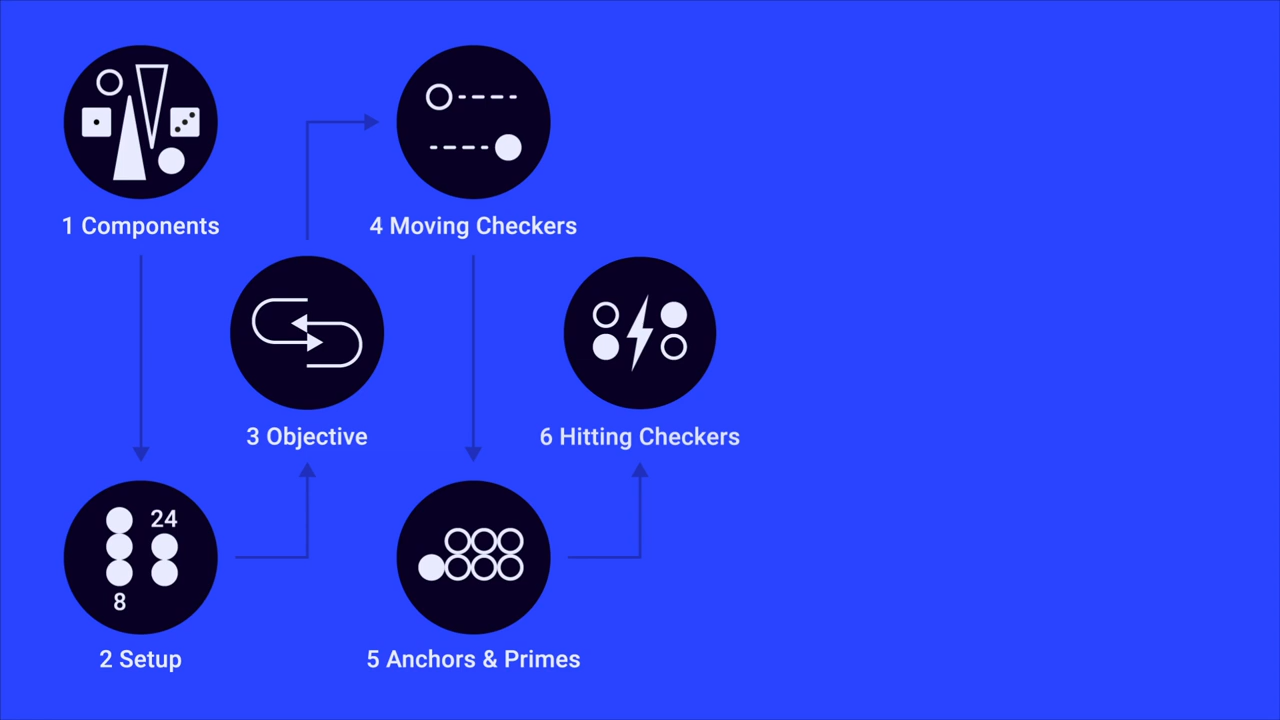 1 Components
24
8
2 Setup
3 Objective
4 Moving Checkers
5 Anchors & Primes
6 Hitting Checkers